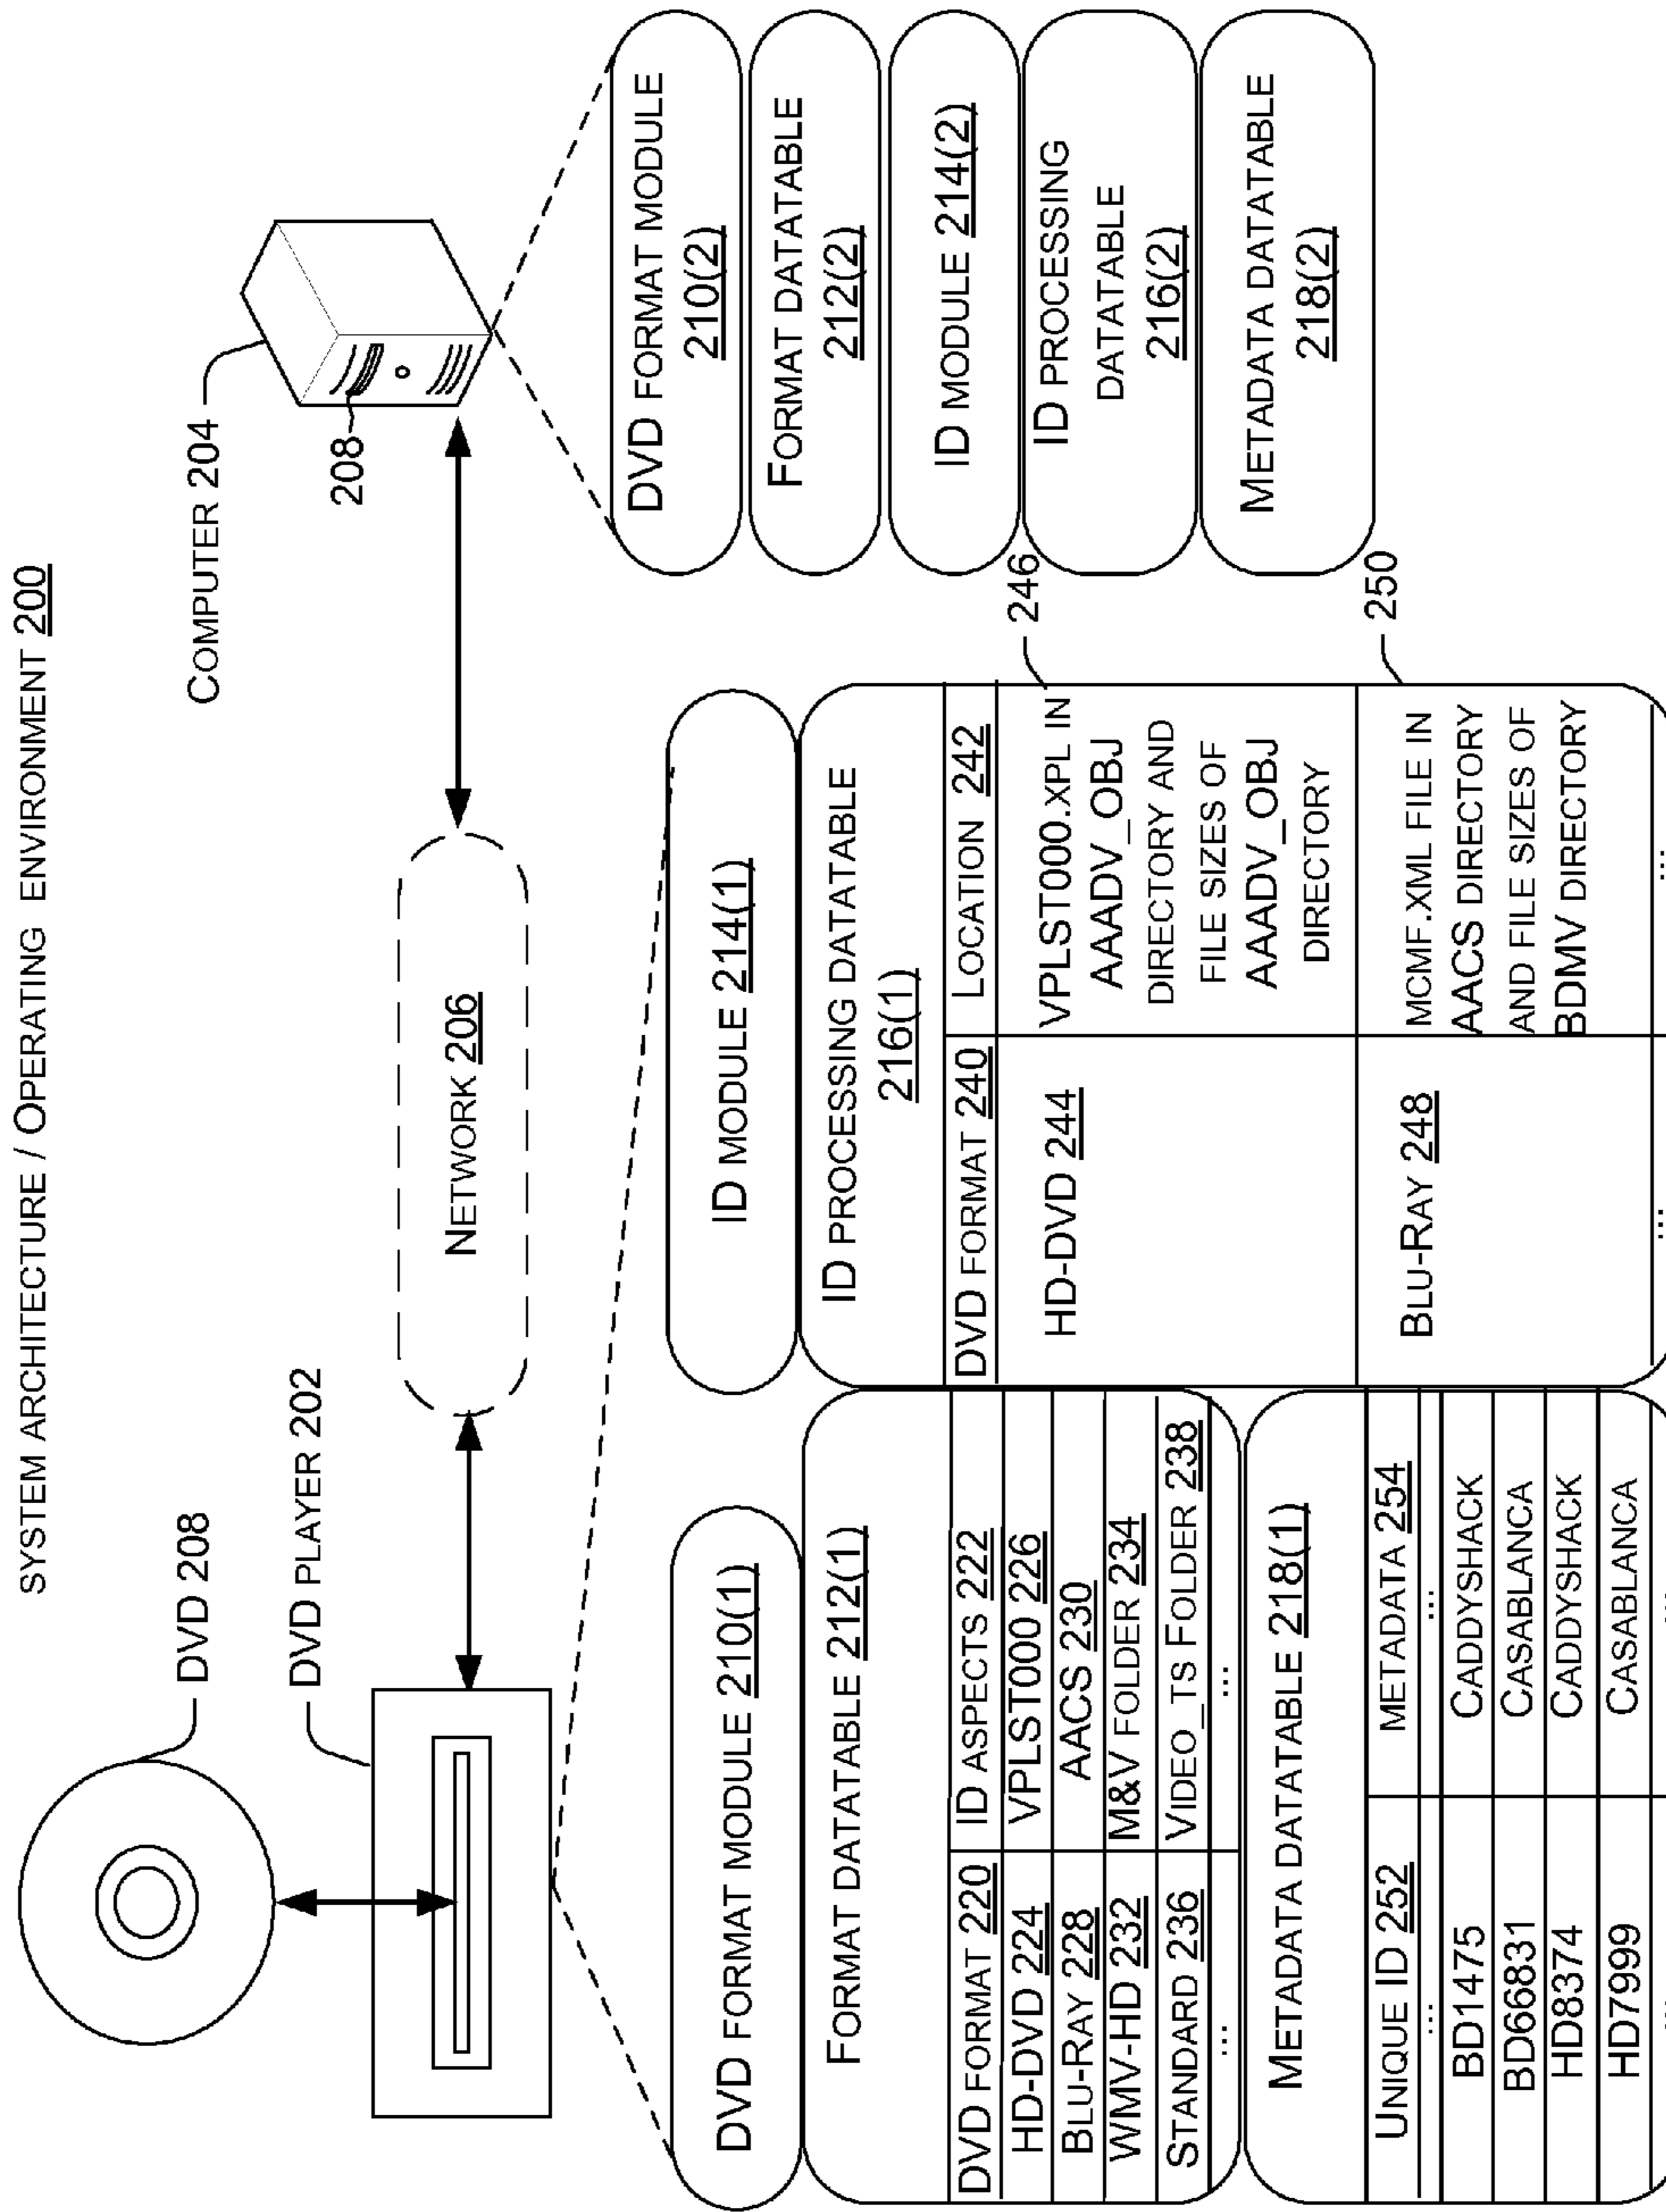 SYSTEM ARCHITECTURE / OPERATING ENVIRONMENT 200
DVD 208
DVD PLAYER 202
NETWORK 206
COMPUTER 204
208
DVD FORMAT MODULE 210(1)
FORMAT DATATABLE 212(1)
DVD FORMAT 220 ID ASPECTS 222
HD-DVD 224 VPLST000 226
BLU-RAY 228 AACS 230
WMV-HD 232 M&V FOLDER 234
STANDARD 236 VIDEO_TS FOLDER 238
... ...
METADATA DATATABLE 218(1)
UNIQUE ID 252 METADATA 254
... ...
BD1475 CADDYSHACK
BD66831 CASABLANCA
HD8374 CADDYSHACK
HD7999 CASABLANCA
... ...
ID MODULE 214(1)
ID PROCESSING DATATABLE
216(1)
DVD FORMAT 240 LOCATION 242
HD-DVD 244
VPLST000.XPL IN
AAADV_OBJ
DIRECTORY AND
FILE SIZES OF
AAADV_OBJ
DIRECTORY
246
BLU-RAY 248
MCMF.XML FILE IN
AACS DIRECTORY
AND FILE SIZES OF
BDMV DIRECTORY
250
... ...
DVD FORMAT MODULE
210(2)
FORMAT DATATABLE
212(2)
ID MODULE 214(2)
ID PROCESSING
DATATABLE
216(2)
METADATA DATATABLE
218(2)